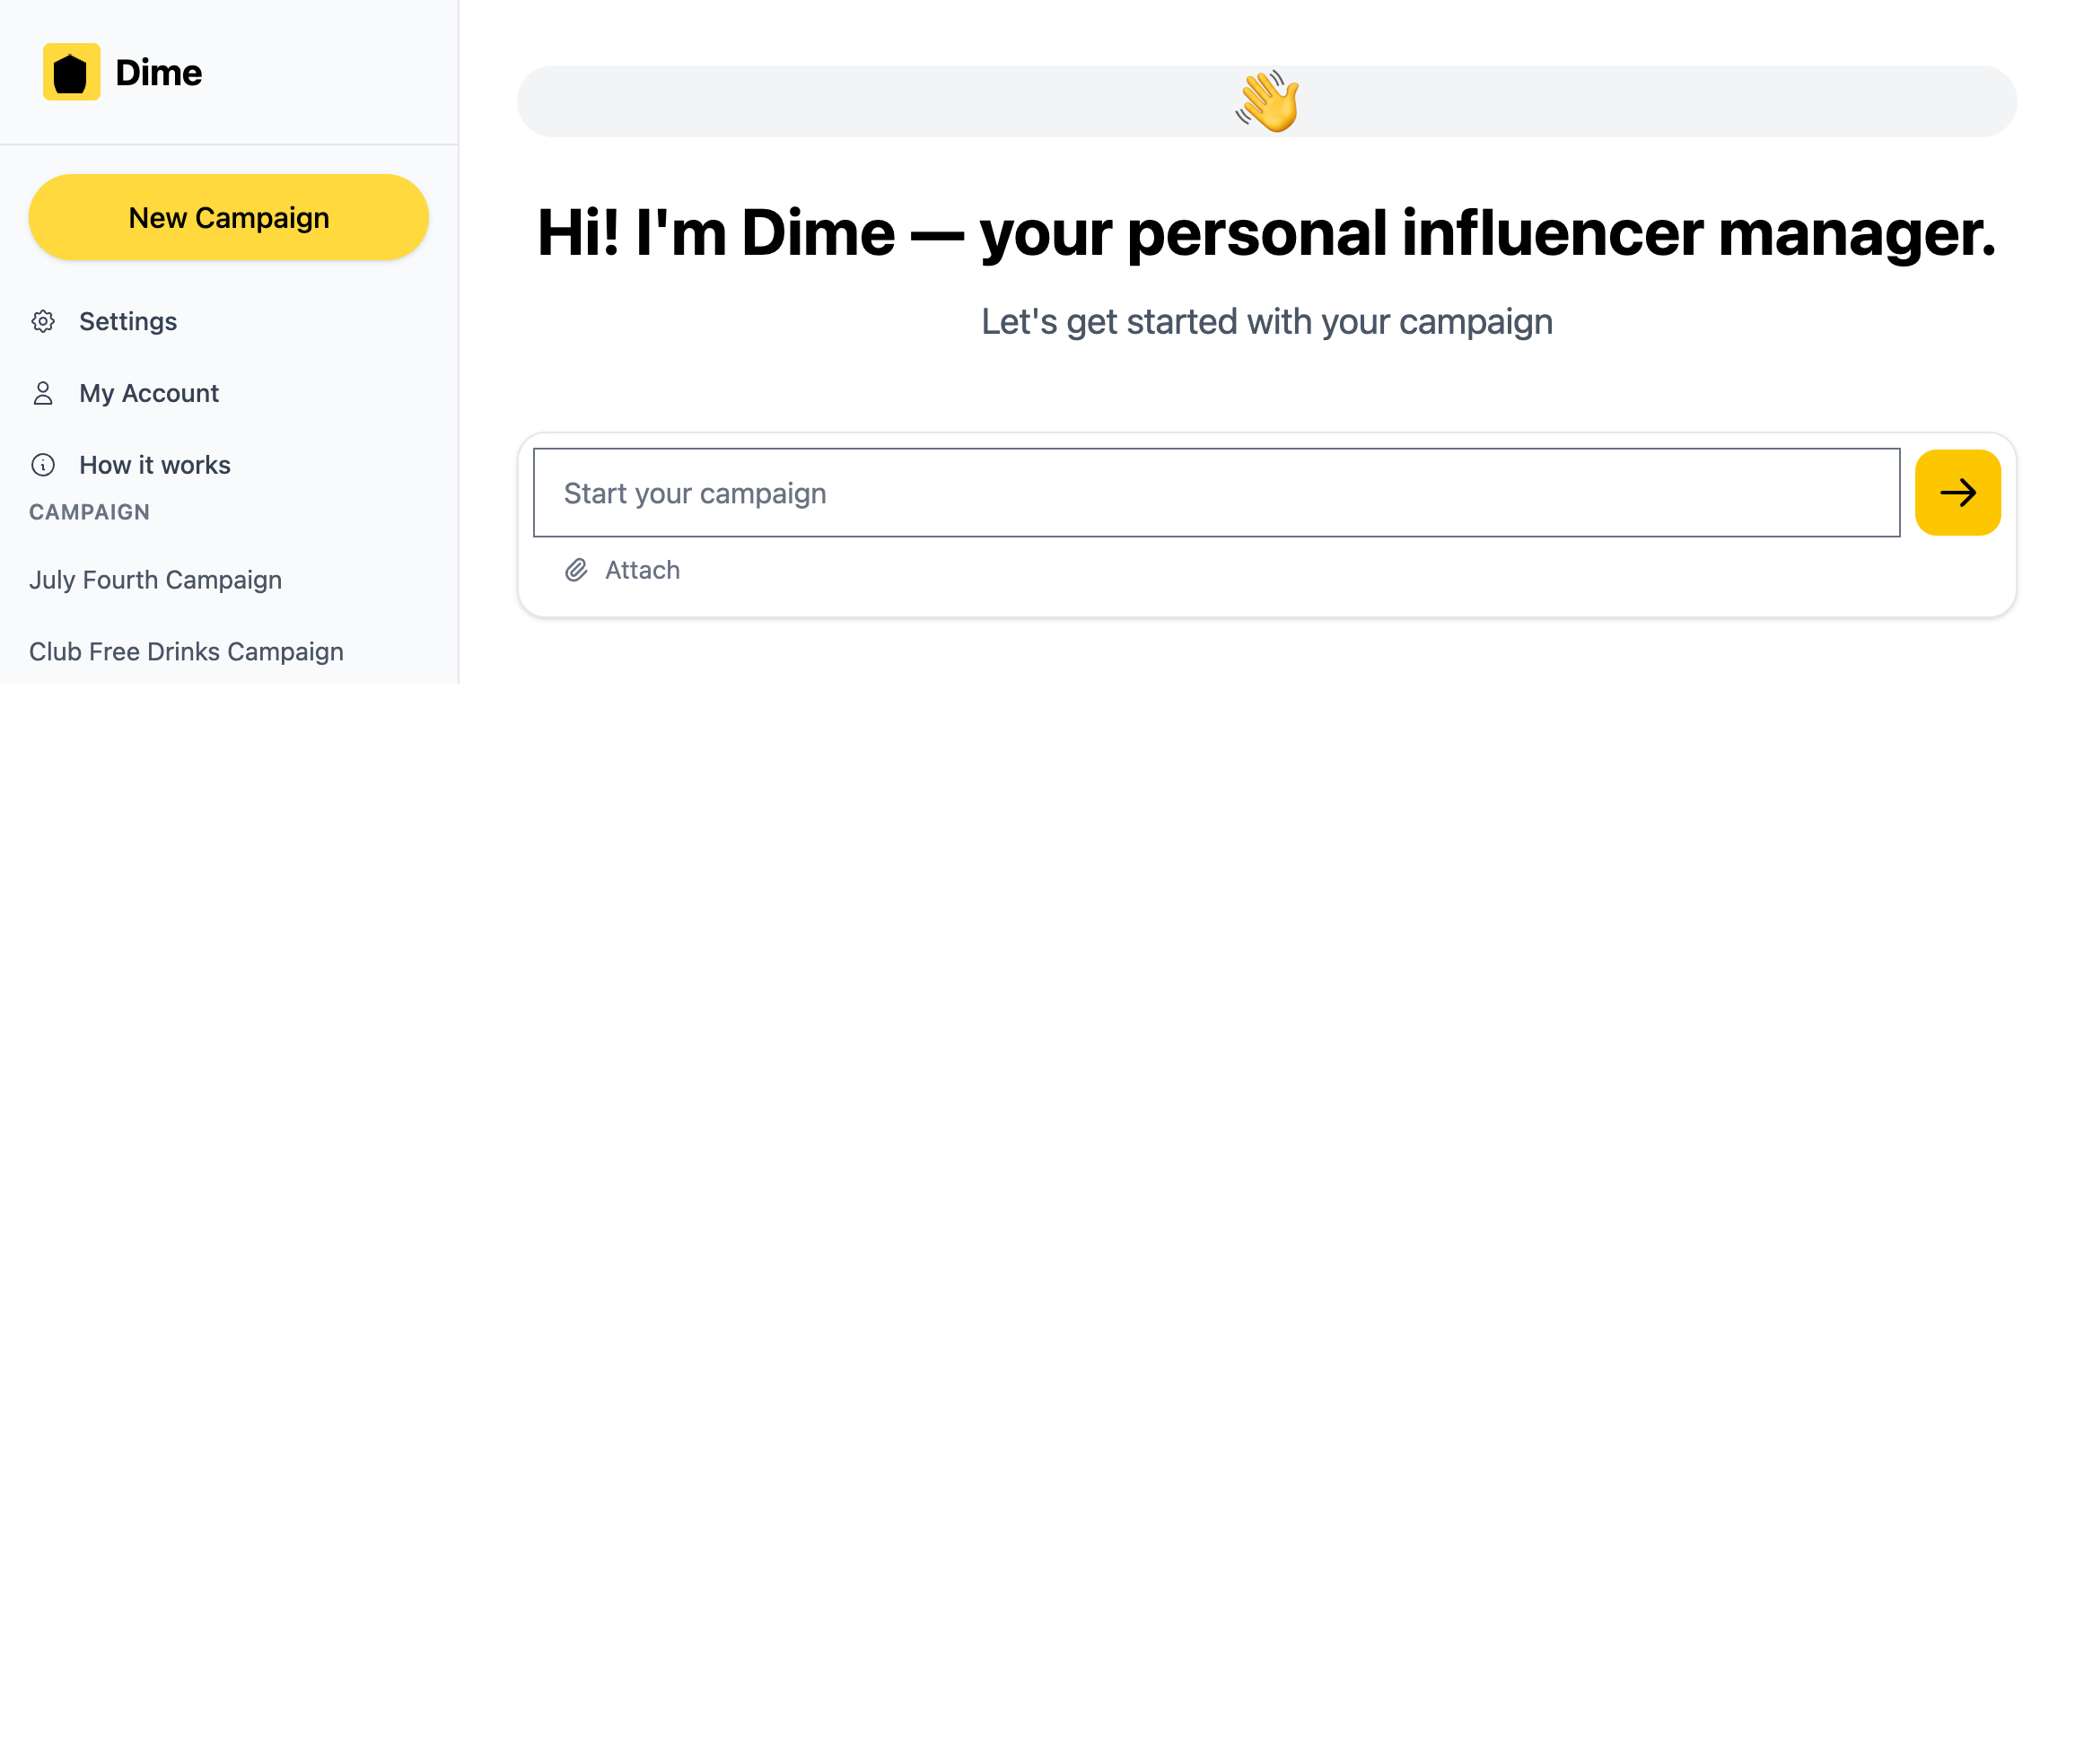 Dime
New Campaign
Settings
My Account
How it works
CAMPAIGN
July Fourth Campaign
Club Free Drinks Campaign
Hi! I'm Dime — your personal influencer manager.
Let's get started with your campaign
Start your campaign
Attach